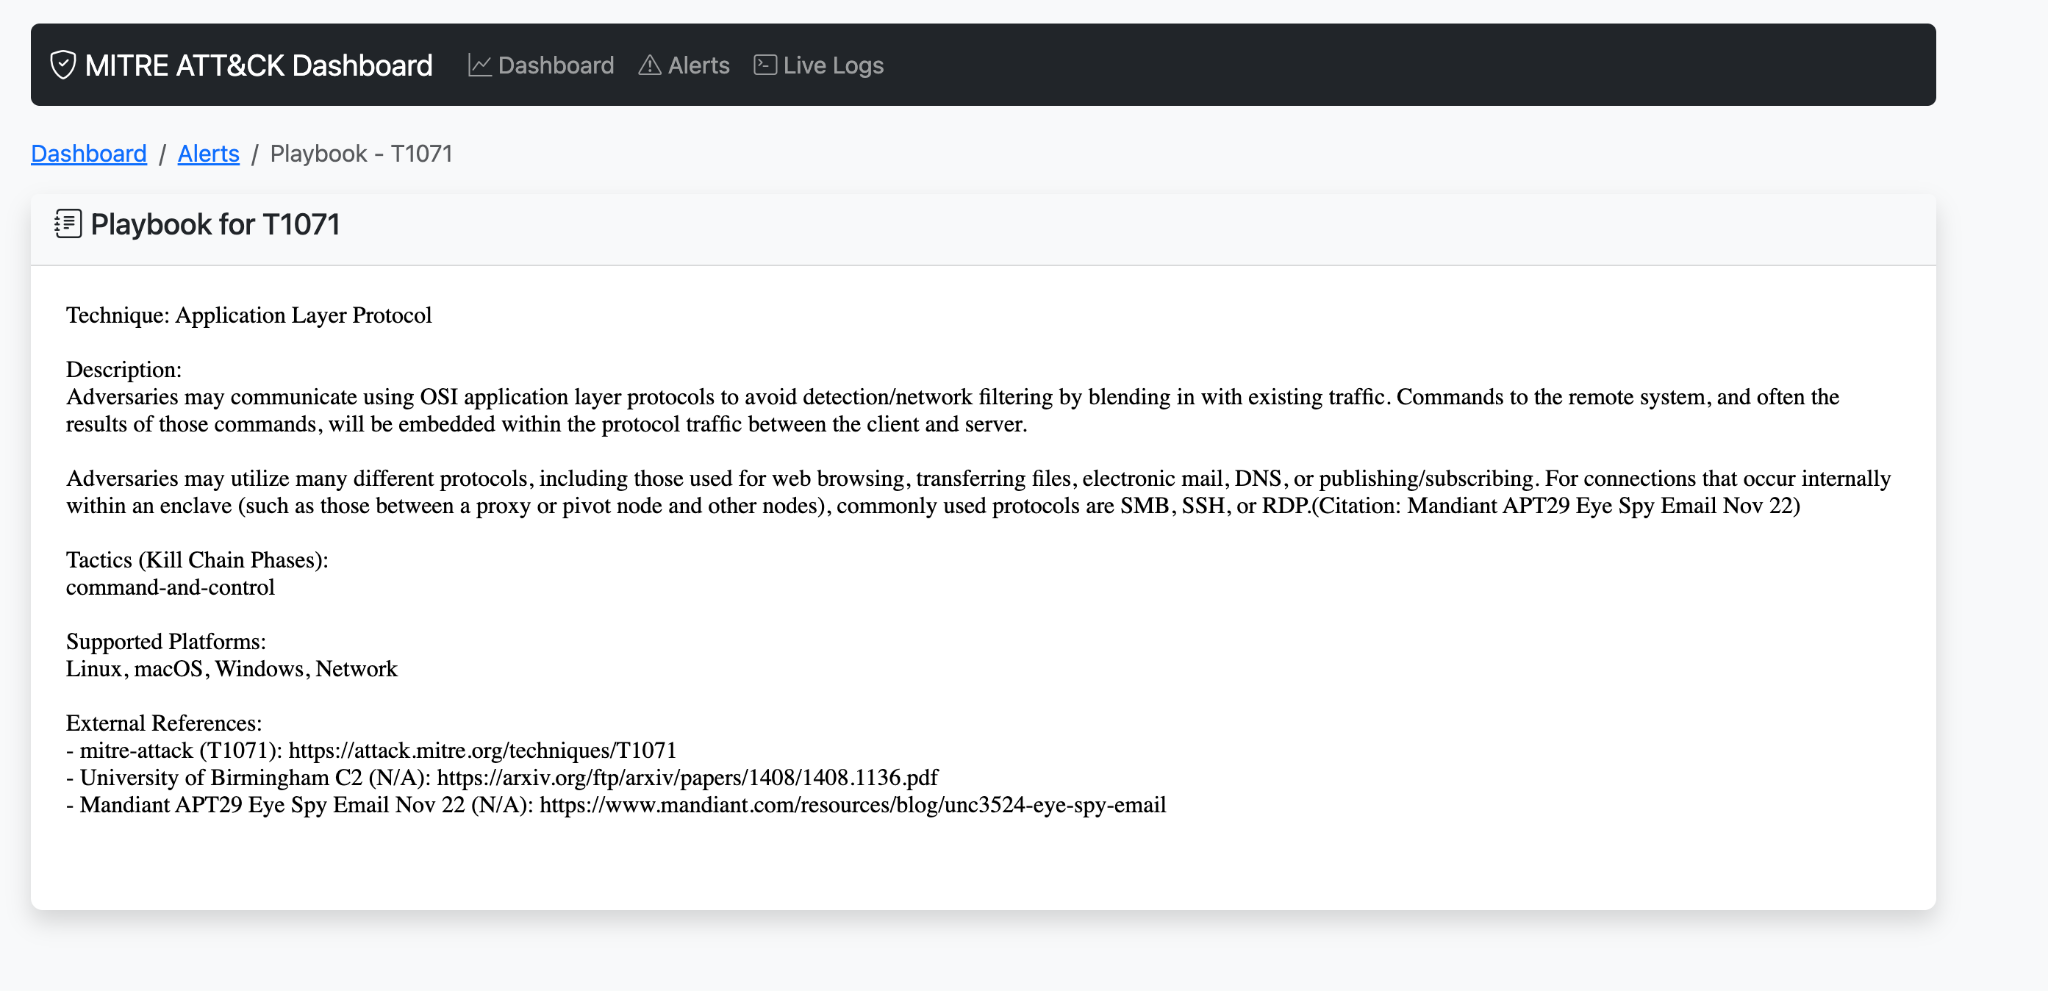 MITRE ATT&CK Dashboard Dashboard Alerts Live Logs
Dashboard / Alerts / Playbook - T1071
Playbook for T1071
Technique: Application Layer Protocol
Description:
Adversaries may communicate using OSI application layer protocols to avoid detection/network filtering by blending in with existing traffic. Commands to the remote system, and often the
results of those commands, will be embedded within the protocol traffic between the client and server.
Adversaries may utilize many different protocols, including those used for web browsing, transferring files, electronic mail, DNS, or publishing/subscribing. For connections that occur internally
within an enclave (such as those between a proxy or pivot node and other nodes), commonly used protocols are SMB, SSH, or RDP.(Citation: Mandiant APT29 Eye Spy Email Nov 22)
Tactics (Kill Chain Phases):
command-and-control
Supported Platforms:
Linux, macOS, Windows, Network
External References:
- mitre-attack (T1071): https://attack.mitre.org/techniques/T1071
- University of Birmingham C2 (N/A): https://arxiv.org/ftp/arxiv/papers/1408/1408.1136.pdf
- Mandiant APT29 Eye Spy Email Nov 22 (N/A): https://www.mandiant.com/resources/blog/unc3524-eye-spy-email